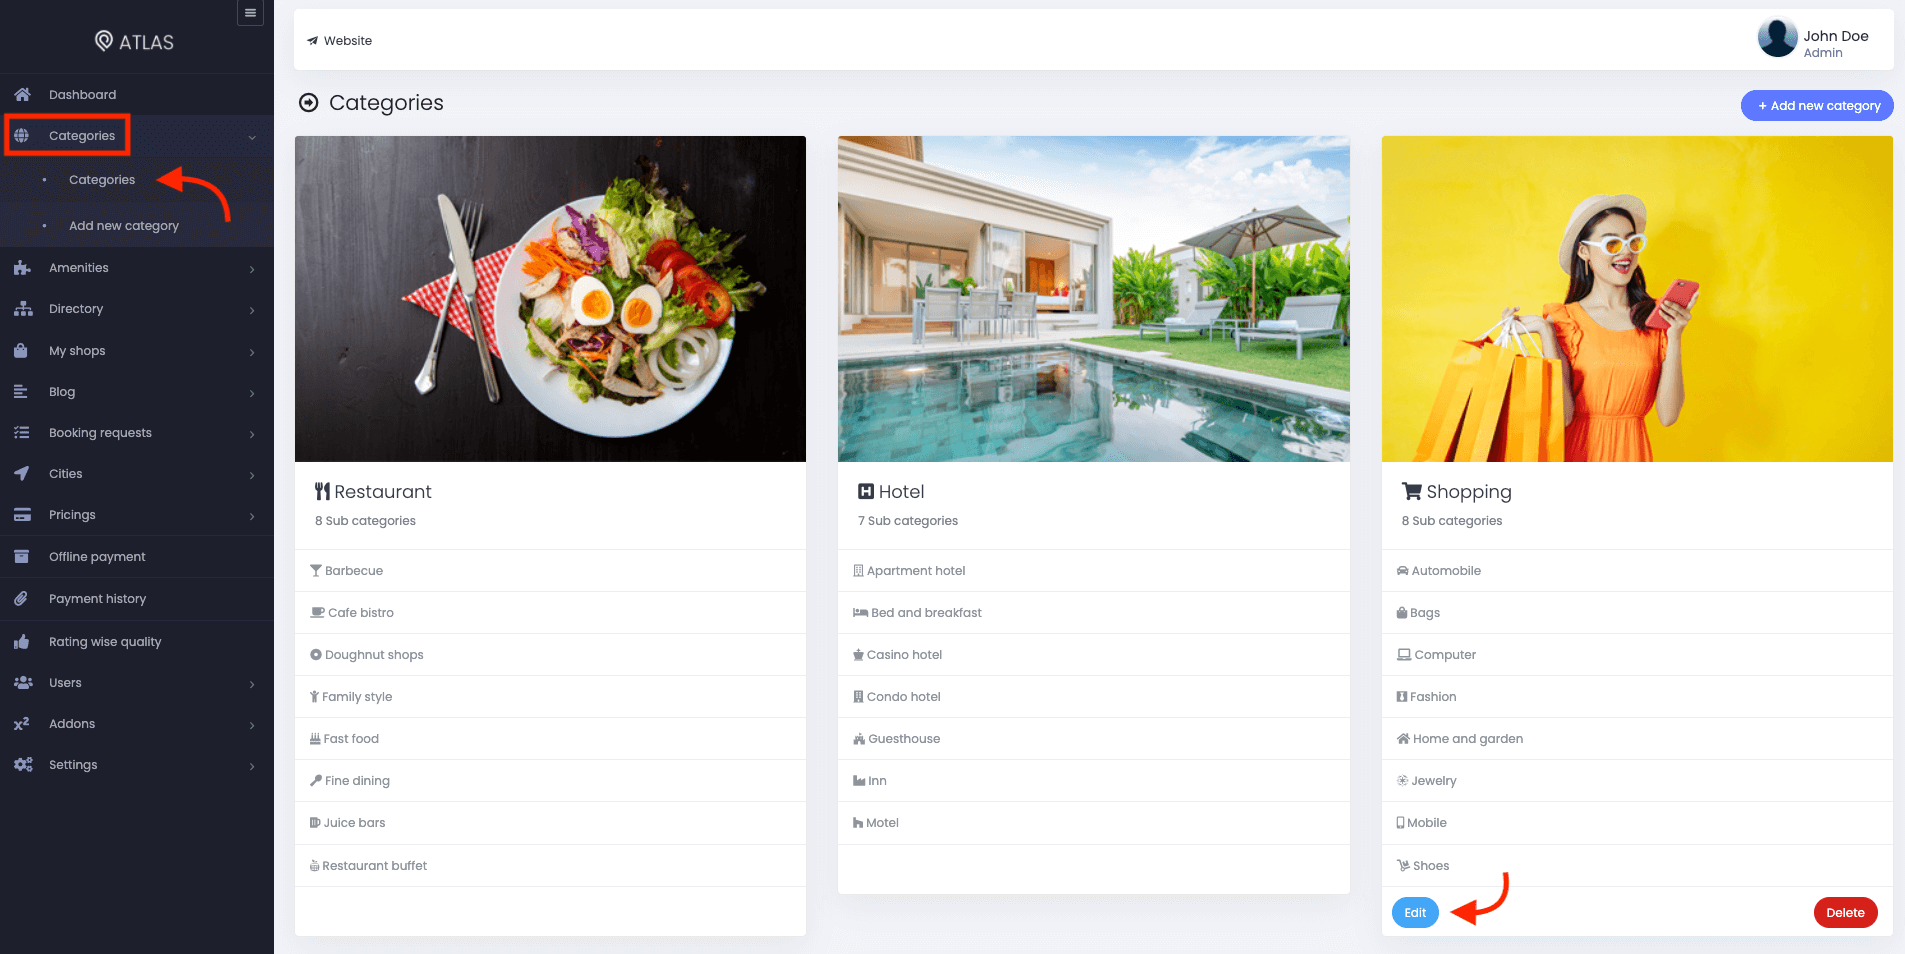 ATLAS
Dashboard
Categories
Categories
Add new category
Amenities
Directory
My shops
Blog
Booking requests
Cities
Pricings
Offline payment
Payment history
Rating wise quality
Users
Addons
Settings
Website
John Doe
Admin
Categories
+ Add new category
Restaurant
8 Sub categories
Barbecue
Cafe bistro
Doughnut shops
Family style
Fast food
Fine dining
Juice bars
Restaurant buffet
Hotel
7 Sub categories
Apartment hotel
Bed and breakfast
Casino hotel
Condo hotel
Guesthouse
Inn
Motel
Shopping
8 Sub categories
Automobile
Bags
Computer
Fashion
Home and garden
Jewelry
Mobile
Shoes
Edit
Delete